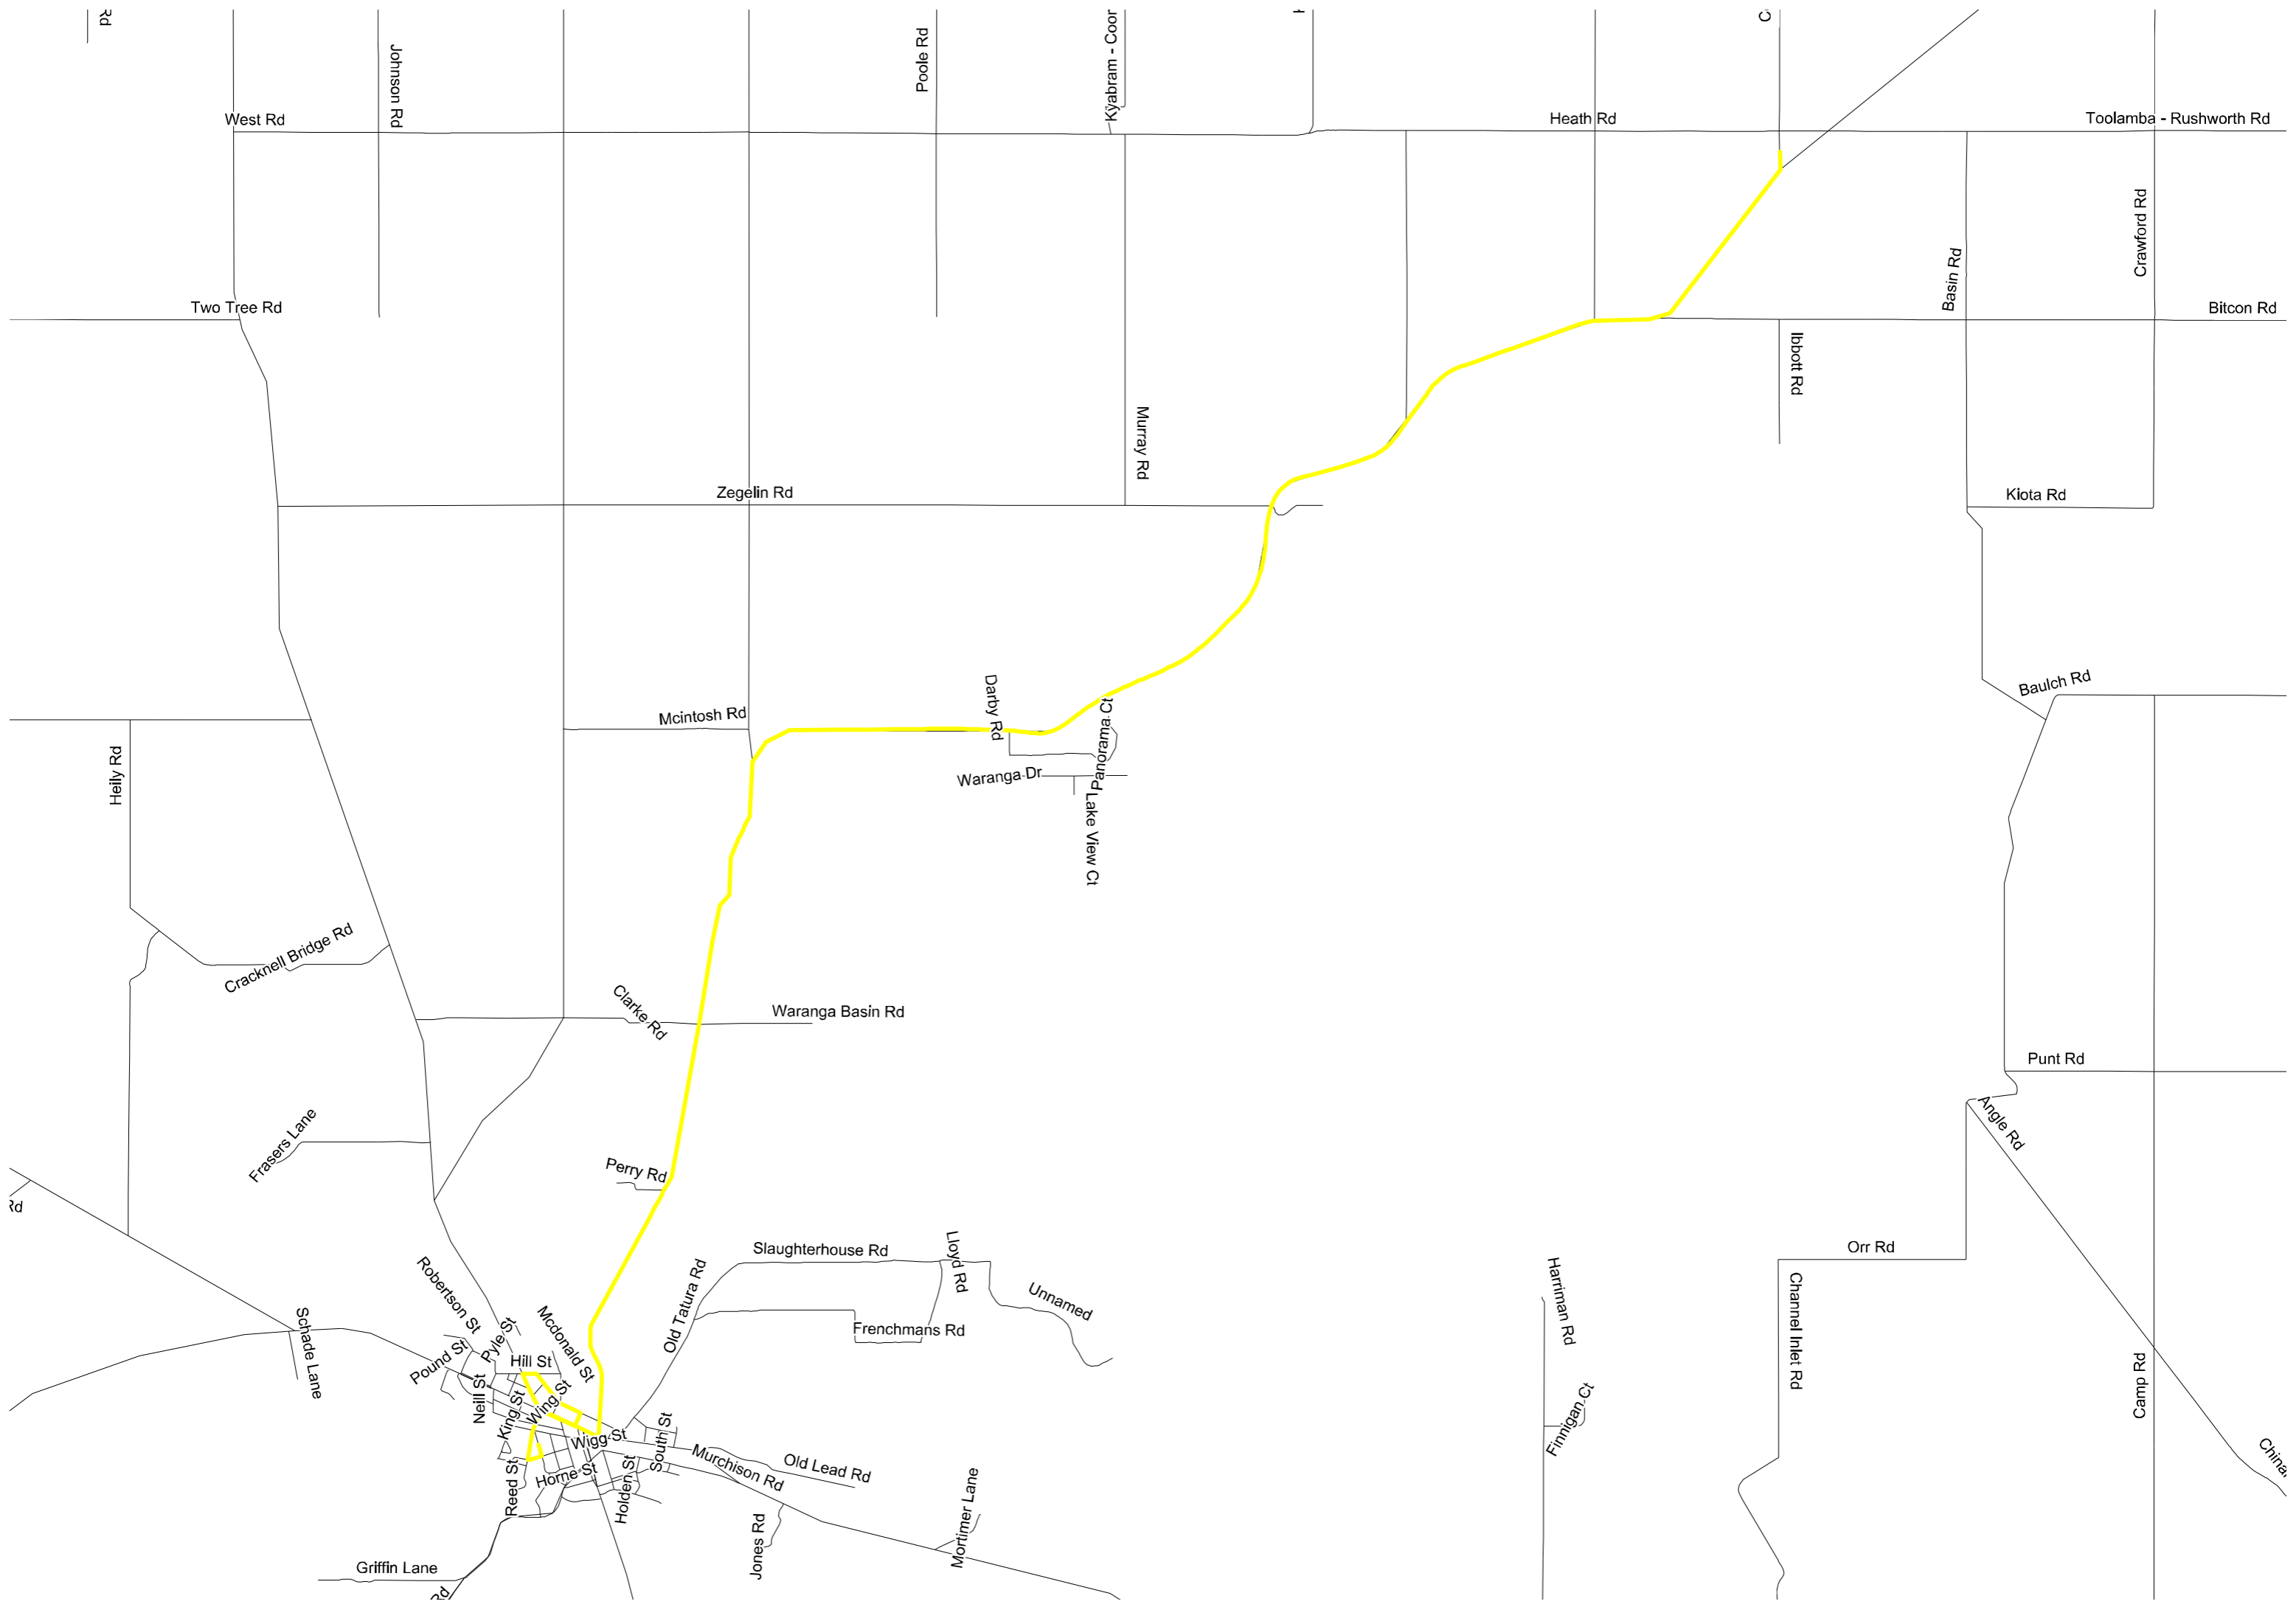 Rd
Johnson Rd
Poole Rd
Kyabram - Coor
West Rd
Heath Rd
Toolamba - Rushworth Rd
Crawford Rd
Basin Rd
Two Tree Rd
Bitcon Rd
Ibbott Rd
Murray Rd
Zegelin Rd
Kiota Rd
Baulch Rd
Darby Rd
Mcintosh Rd
Panorama Ct
Heily Rd
Waranga Dr
Lake View Ct
Cracknell Bridge Rd
Clarke Rd
Waranga Basin Rd
Punt Rd
Angle Rd
Frasers Lane
Perry Rd
Rd
Slaughterhouse Rd
Lloyd Rd
Orr Rd
Unnamed
Old Tatura Rd
Harriman Rd
Channel Inlet Rd
Robertson St
Schade Lane
Mcdonald St
Pyle St
Frenchmans Rd
Pound St
Hill St
Camp Rd
Neill St
King St
Wing St
Finnigan Ct
South St
Wigg St
Murchison Rd
Old Lead Rd
China
Reed St
Horne St
Holden St
Mortimer Lane
Jones Rd
Griffin Lane
Rd